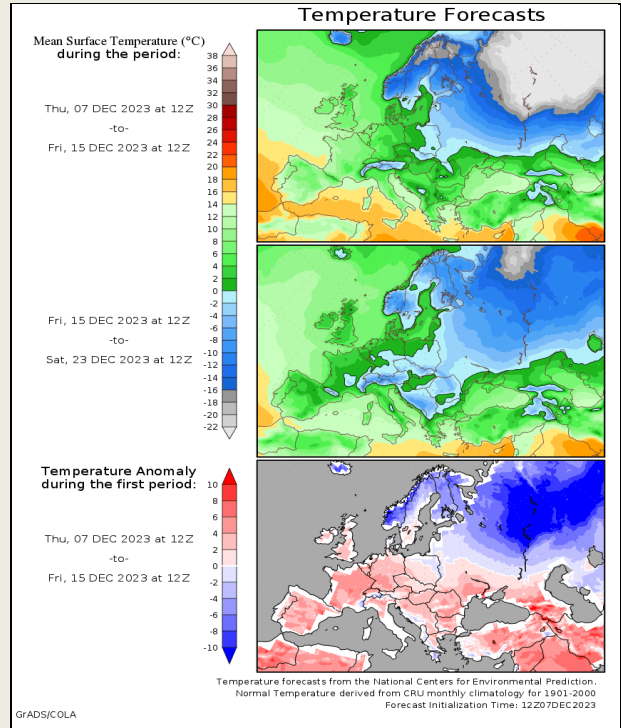 Temperature Forecasts
Mean Surface Temperature (°C)
during the period:
Thu, 07 DEC 2023 at 12Z
-to-
Fri, 15 DEC 2023 at 12Z
38
36
34
32
30
28
26
24
22
20
18
16
14
12
10
8
6
4
2
0
-2
-4
-6
-8
-10
-12
-14
-16
-18
-20
-22
Fri, 15 DEC 2023 at 12Z
-to-
Sat, 23 DEC 2023 at 12Z
Temperature Anomaly
during the first period:
Thu, 07 DEC 2023 at 12Z
-to-
Fri, 15 DEC 2023 at 12Z
10
8
6
4
2
0
-2
-4
-6
-8
-10
Temperature forecasts from the National Centers for Environmental Prediction.
Normal Temperature derived from CRU monthly climatology for 1901-2000
Forecast Initialization Time: 12Z07DEC2023
GrADS/COLA